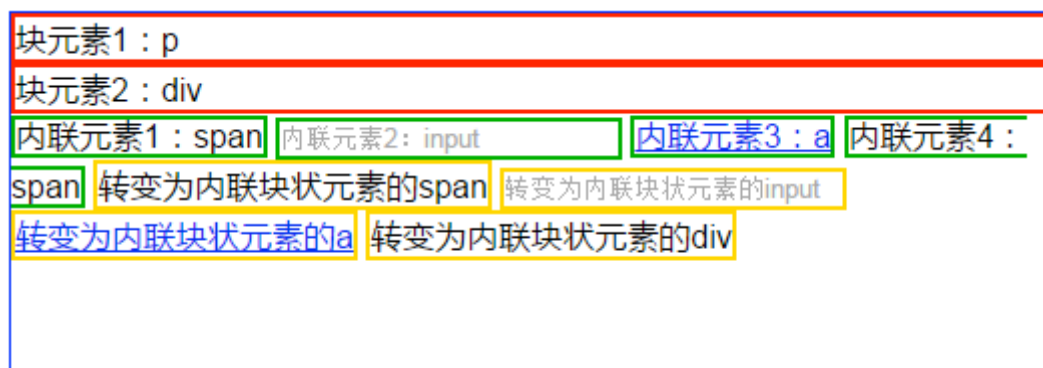 块元素1：p
块元素2：div
内联元素1：span 内联元素2：input 内联元素3：a 内联元素4：
span 转变为内联块状元素的span 转变为内联块状元素的input
转变为内联块状元素的a 转变为内联块状元素的div